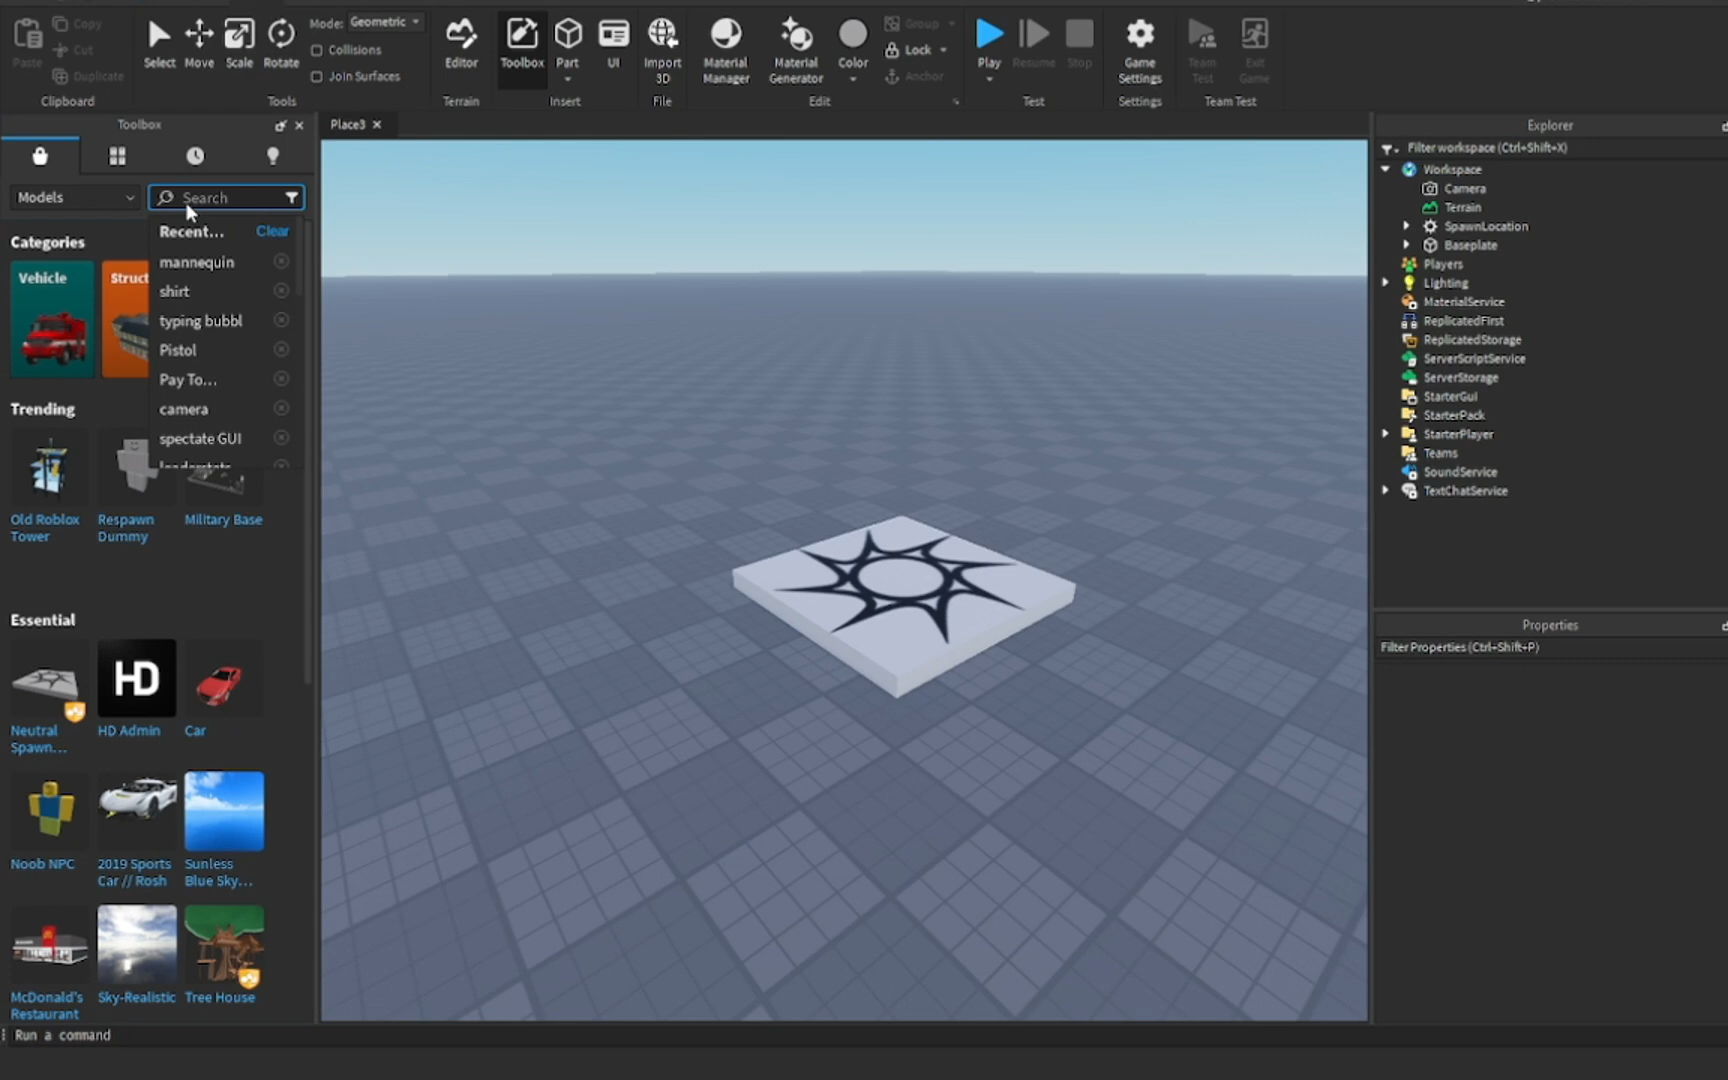 Paste
Copy
Cut
Duplicate
Clipboard
Select
Move
Scale
Rotate
Mode: Geometric
Collisions
Join Surfaces
Tools
Editor
Terrain
Toolbox
Part
UI
Insert
Import
3D
File
Material
Manager
Material
Generator
Color
Group
Lock
Anchor
Edit
Play
Resume
Stop
Test
Game
Settings
Settings
Team
Test
Exit
Game
Team Test
Toolbox
Models
Search
Recent...
Clear
mannequin
shirt
typing bubbl
Pistol
Pay To...
camera
spectate GUI
Categories
Vehicle
Struct
Trending
Old Roblox
Tower
Respawn
Dummy
Military Base
Essential
Neutral
Spawn...
HD
HD Admin
Car
Noob NPC
2019 Sports
Car // Rosh
Sunless
Blue Sky...
McDonald's
Restaurant
Sky-Realistic
Tree House
Run a command
Place3
Explorer
Filter workspace (Ctrl+Shift+X)
Workspace
Camera
Terrain
SpawnLocation
Baseplate
Players
Lighting
MaterialService
ReplicatedFirst
ReplicatedStorage
ServerScriptService
ServerStorage
StarterGui
StarterPack
StarterPlayer
Teams
SoundService
TextChatService
Properties
Filter Properties (Ctrl+Shift+P)